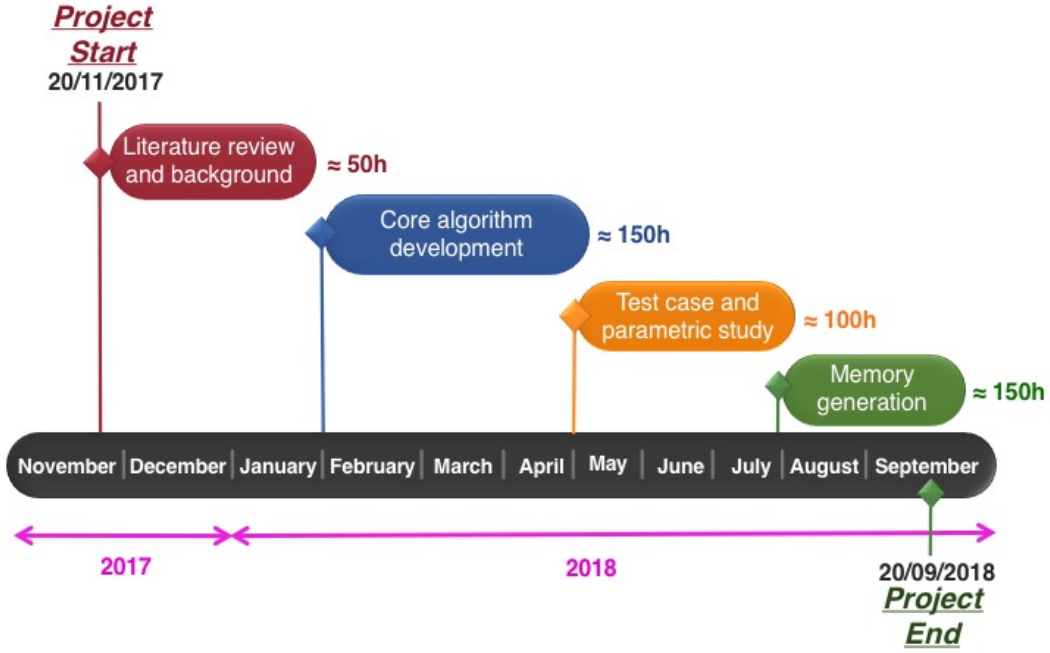 Project
Start
20/11/2017
Literature review
and background
≈ 50h
Core algorithm
development
≈ 150h
Test case and
parametric study
≈ 100h
Memory
generation
≈ 150h
November December January February March April May June July August September
2017
2018
20/09/2018
Project
End